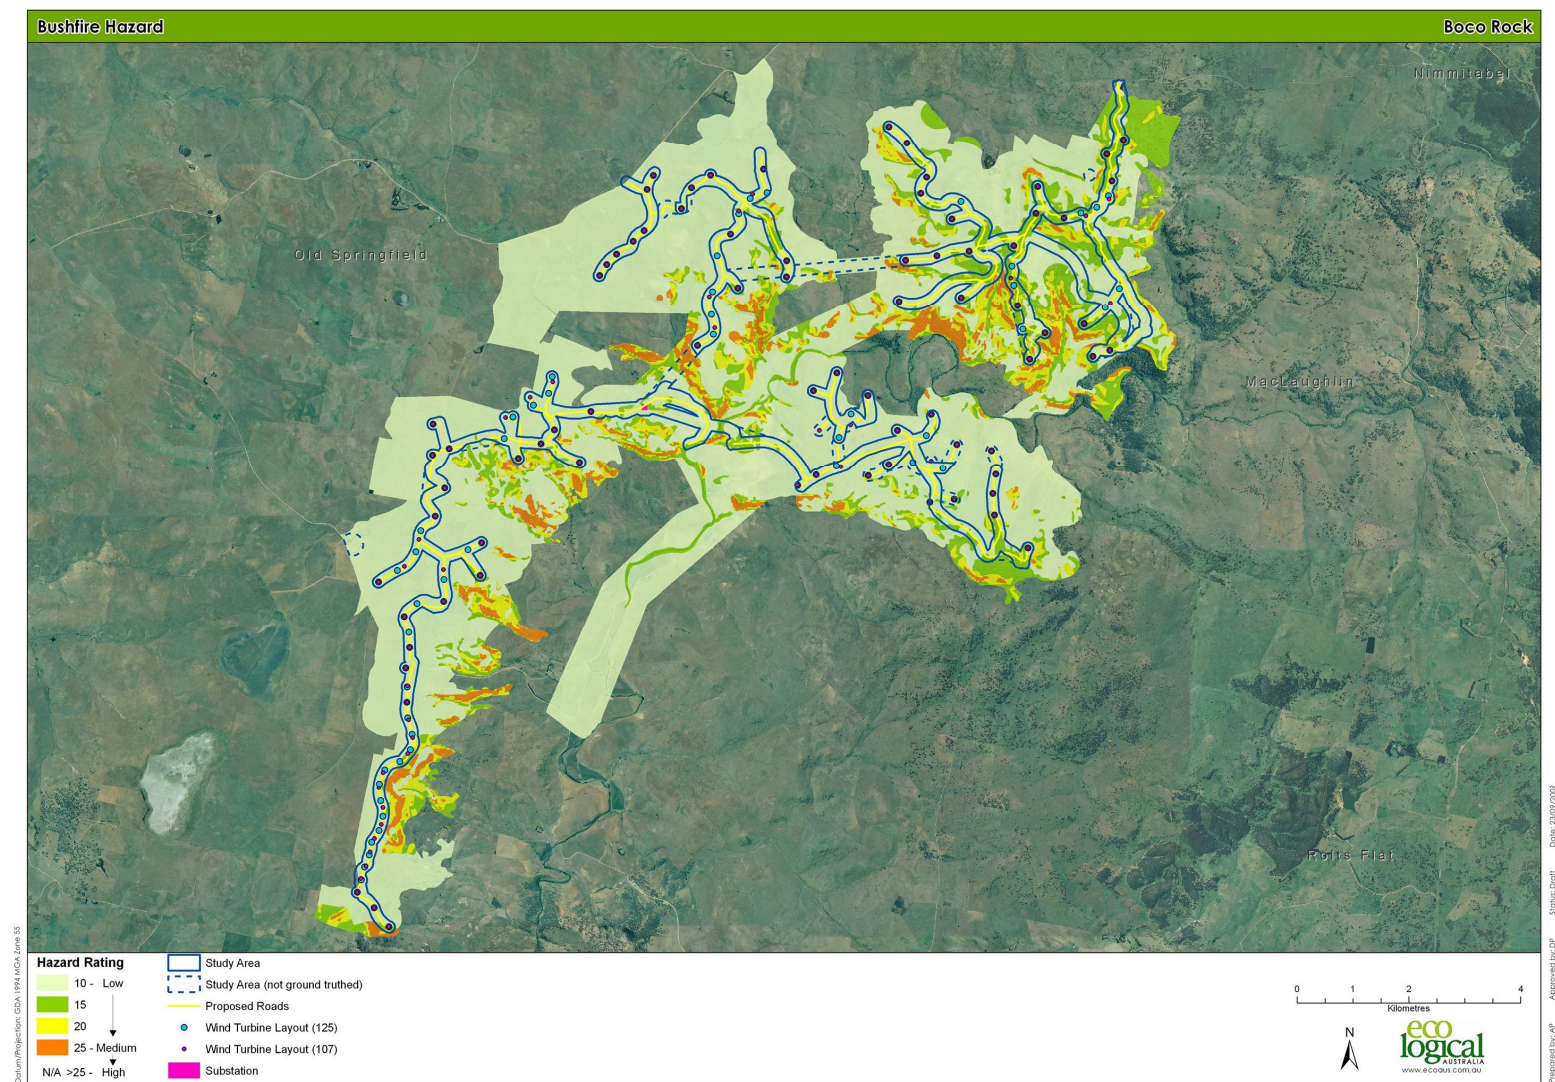 Bushfire Hazard
Boco Rock
Nimmitabel
Old Springfield
MacLaughlin
Rolts Flat
Hazard Rating
10 - Low
15
20
25 - Medium
N/A >25 - High
Study Area
Study Area (not ground truthed)
Proposed Roads
Wind Turbine Layout (125)
Wind Turbine Layout (107)
Substation
0 1 2 4
Kilometres
N
eco
logical
AUSTRALIA
www.ecoaus.com.au
Datum/Projection: GDA 1994 MGA Zone 55
Prepared by: AP
Approved by: DP
Status: Draft
Date: 23/09/2009